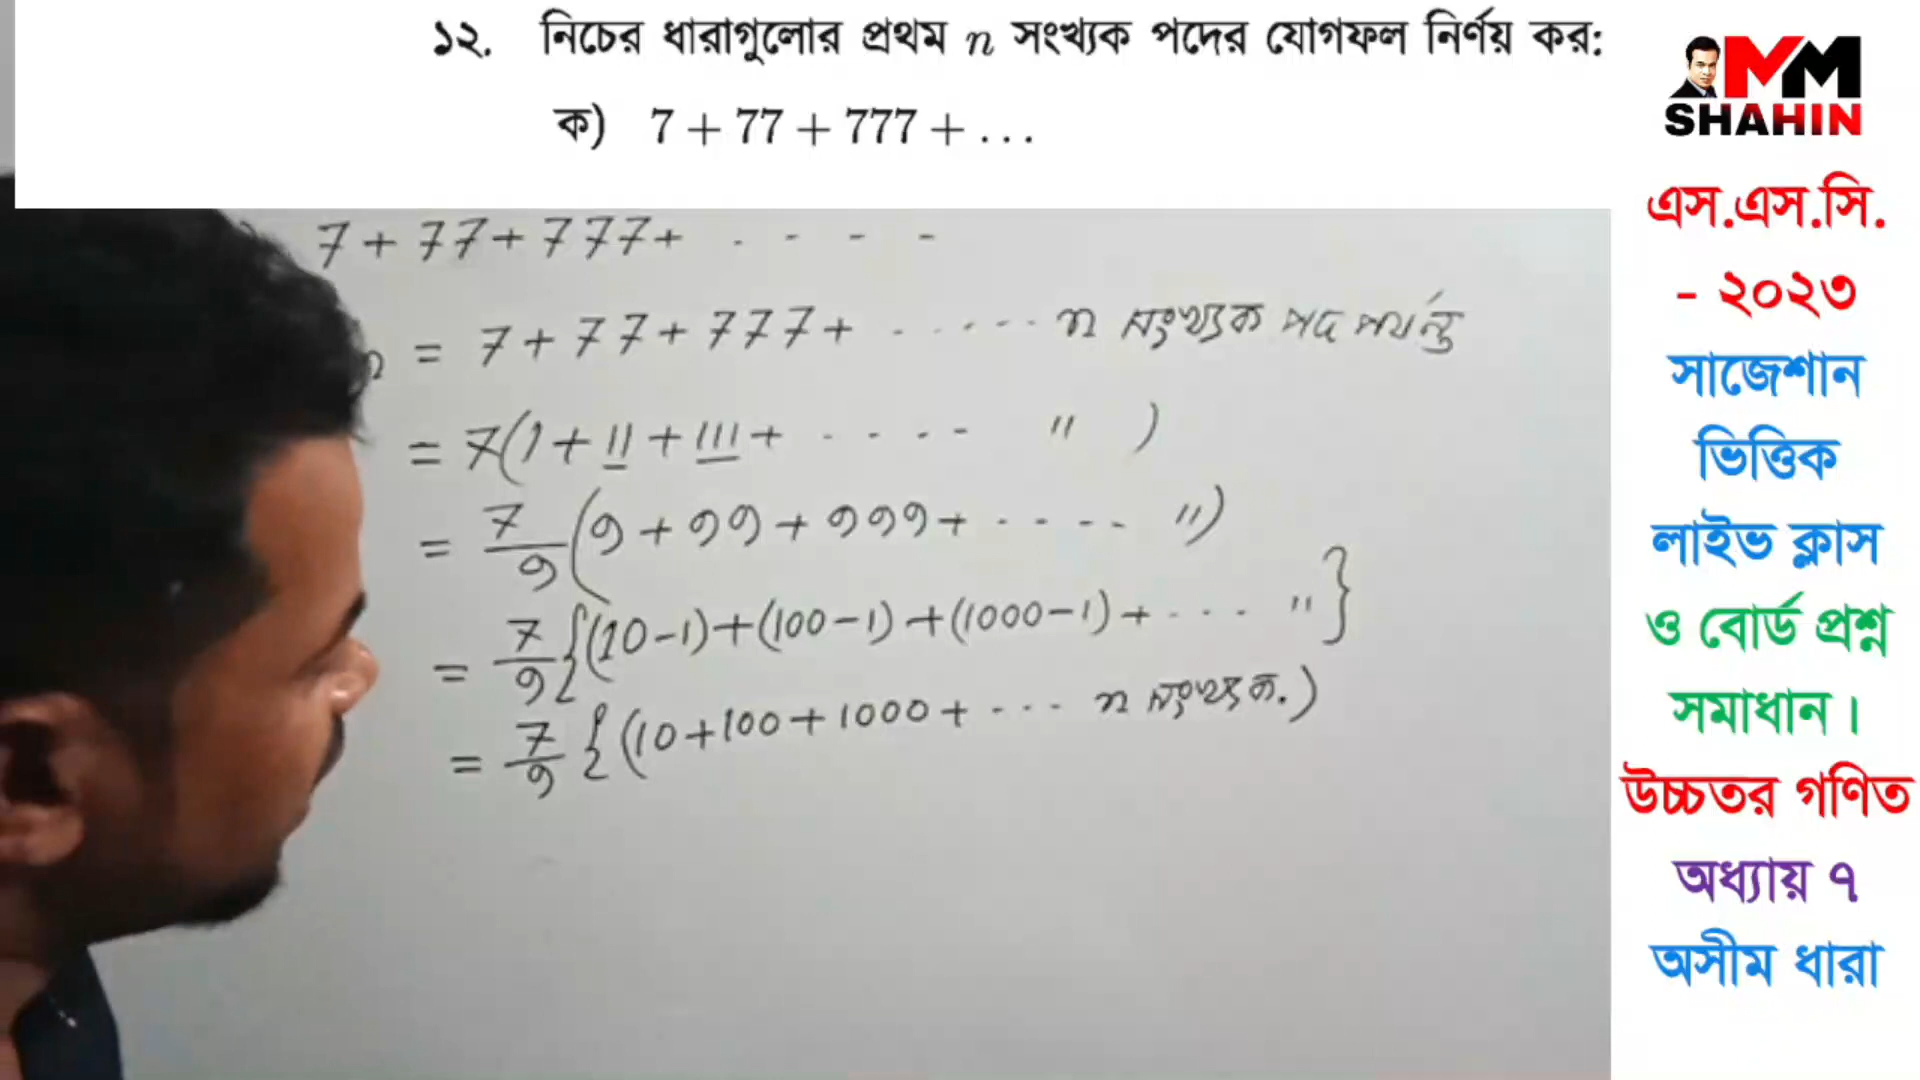 ১২. নিচের ধারাগুলোর প্রথম n সংখ্যক পদের যোগফল নির্ণয় কর:
ক) 7 + 77 + 777 + ...
7 + 77 + 777 + . - - -
n = 7 + 77 + 777 + ...... n সংখ্যক পদ পর্যন্ত
= 7(1 + 11 + 111 + . - - - - " )
= 7/9 (9 + 99 + 999 + . - - - - ")
= 7/9 {(10-1) + (100-1) + (1000-1) + . - - - " }
= 7/9 {(10 + 100 + 1000 + . - - - n সংখ্যক.)
MM
SHAHIN
এস.এস.সি.
- ২০২৩
সাজেশান
ভিত্তিক
লাইভ ক্লাস
ও বোর্ড প্রশ্ন
সমাধান।
উচ্চতর গণিত
অধ্যায় ৭
অসীম ধারা